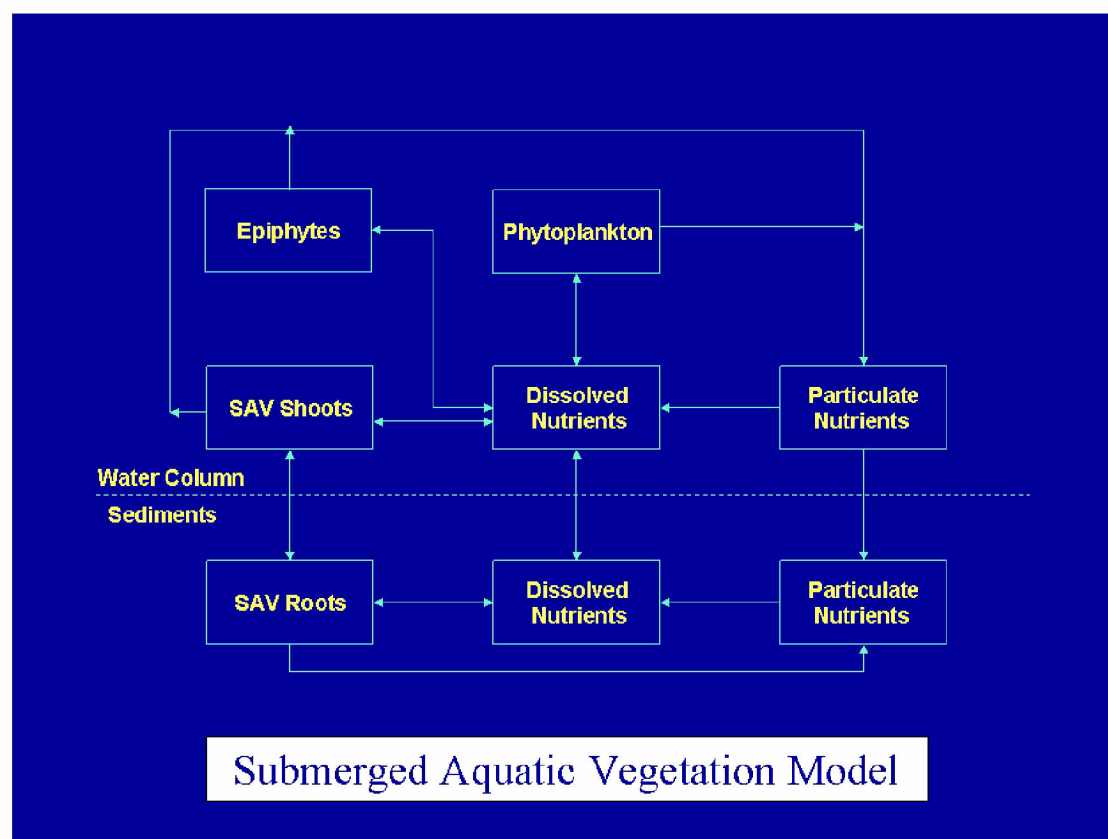 Epiphytes
Phytoplankton
SAV Shoots
Dissolved
Nutrients
Particulate
Nutrients
Water Column
Sediments
SAV Roots
Dissolved
Nutrients
Particulate
Nutrients
Submerged Aquatic Vegetation Model